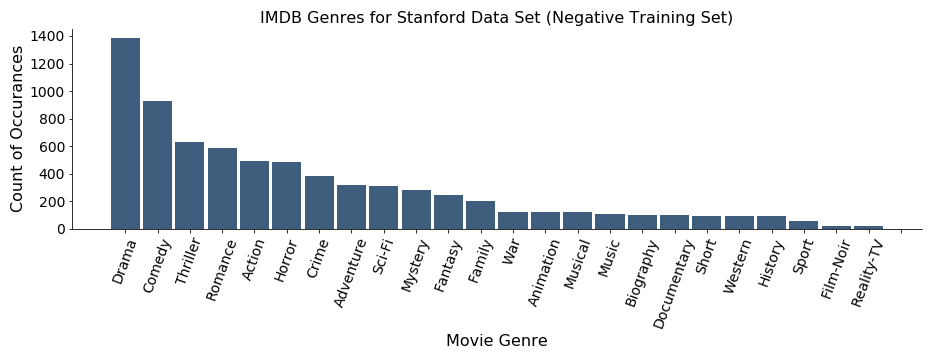 IMDB Genres for Stanford Data Set (Negative Training Set)
Count of Occurances
1400
1200
1000
800
600
400
200
0
Drama
Comedy
Thriller
Romance
Action
Horror
Crime
Adventure
Sci-Fi
Mystery
Fantasy
Family
War
Animation
Musical
Music
Biography
Documentary
Short
Western
History
Sport
Film-Noir
Reality-TV
Movie Genre